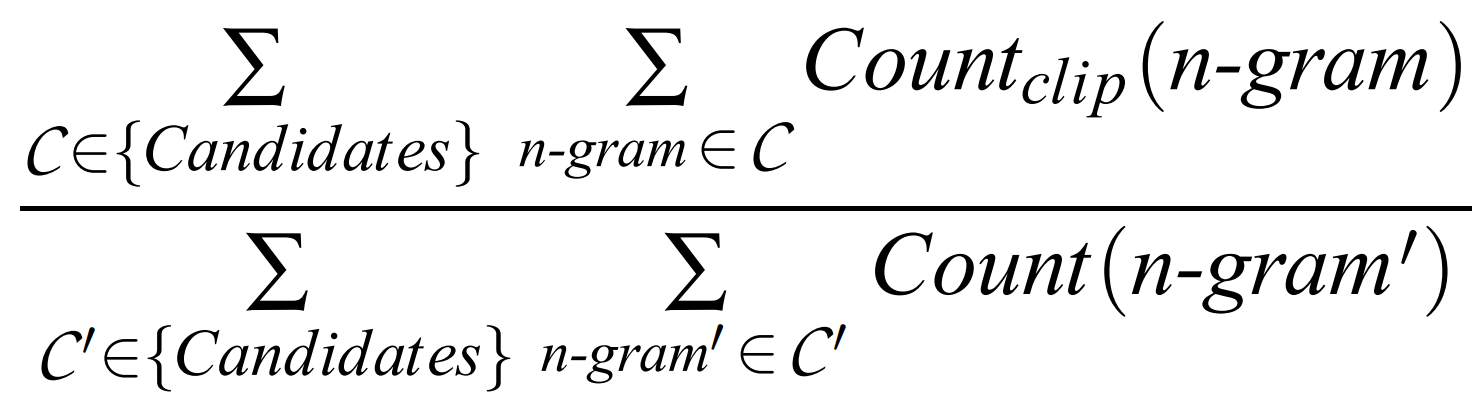 ∑ ∑ Count_clip(n-gram)
C∈{Candidates} n-gram∈C
∑ ∑ Count(n-gram′)
C′∈{Candidates} n-gram′∈C′